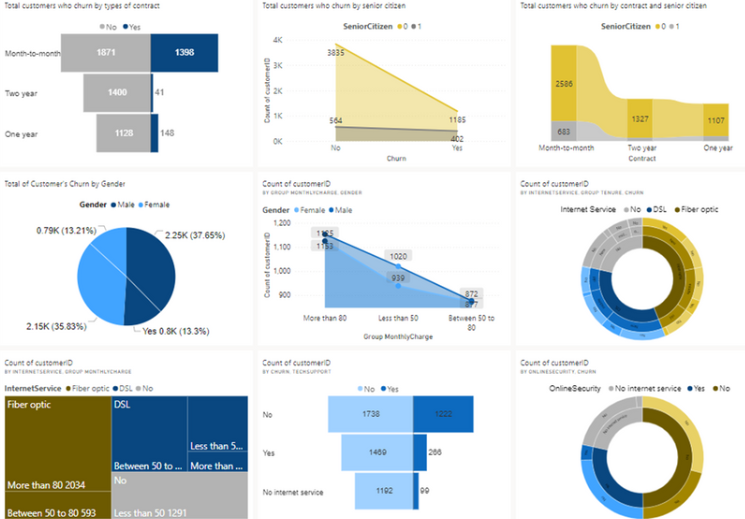 Total customers who churn by types of contract
No Yes
Month-to-month 1871 1398
Two year 1400 41
One year 1128 148
Total customers who churn by senior citizen
SeniorCitizen 0 1
Count of customerID
4K
3K
2K
1K
0K
3835
564
1185
402
No Yes
Churn
Total customers who churn by contract and senior citizen
SeniorCitizen 0 1
2586
683
1327
1107
Month-to-month Two year One year
Contract
Total of Customer's Churn by Gender
Gender Male Female
0.79K (13.21%)
2.25K (37.65%)
2.15K (35.83%)
Yes 0.8K (13.3%)
Count of customerID
BY GROUP MONTHLYCHARGE, GENDER
Gender Female Male
Count of customerID
1,200
1,100
1,000
900
1153
1020
939
872
More than 80 Less than 50 Between 50 to
80
Group MonthlyCharge
Count of customerID
BY INTERNETSERVICE, GROUP TENURE, CHURN
Internet Service No DSL Fiber optic
Count of customerID
BY INTERNETSERVICE, GROUP MONTHLYCHARGE
InternetService Fiber optic DSL No
Fiber optic
More than 80 2034
Between 50 to 80 593
DSL
Between 50 to ...
Less than 5...
More than ...
No
Less than 50 1291
Count of customerID
BY CHURN, TECHSUPPORT
No Yes
No 1738 1222
Yes 1469 266
No internet service 1192 99
Count of customerID
BY ONLINESECURITY, CHURN
OnlineSecurity No internet service Yes No